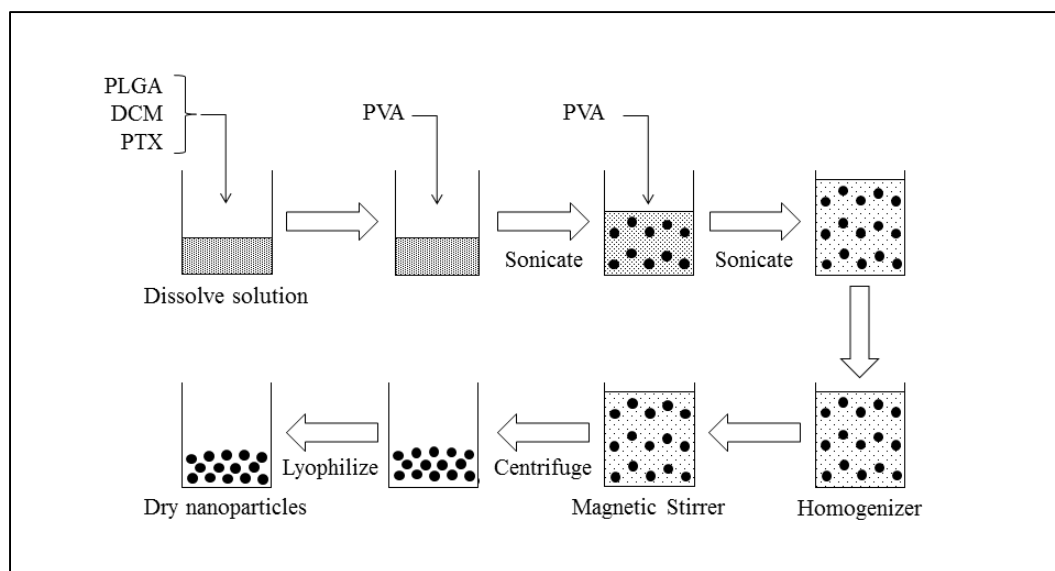 PLGA
DCM
PTX
PVA
PVA
Sonicate
Sonicate
Dissolve solution
Lyophilize
Centrifuge
Dry nanoparticles
Magnetic Stirrer
Homogenizer